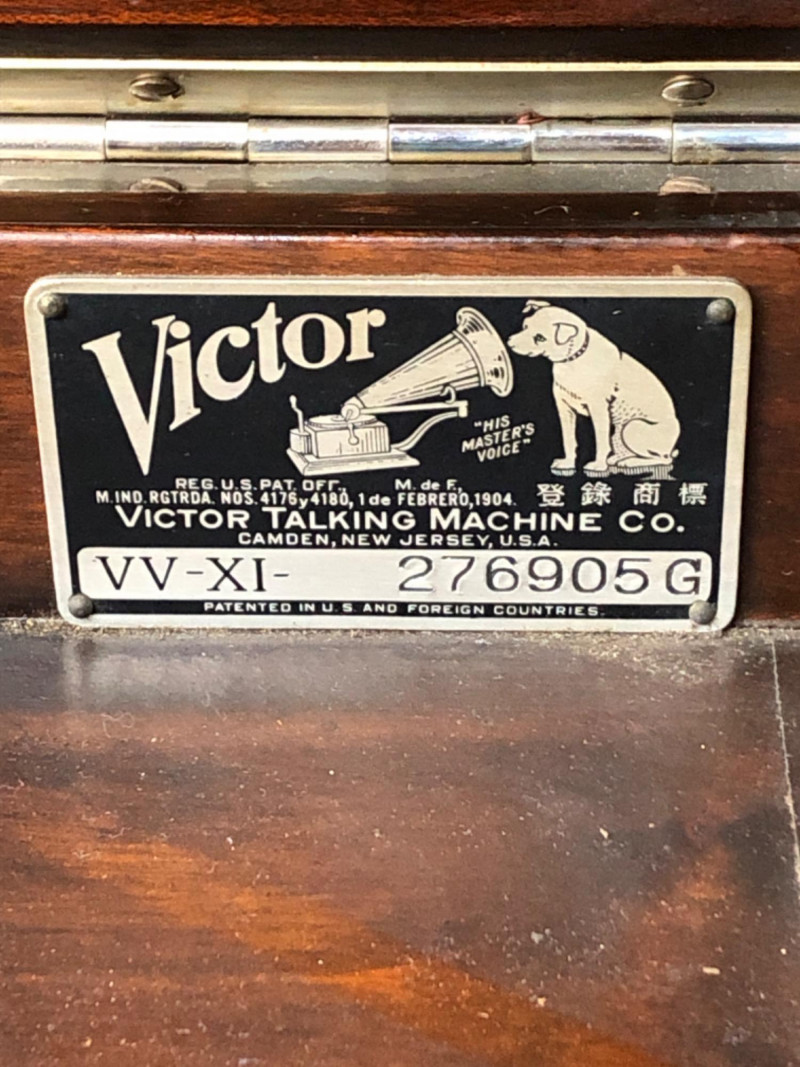 Victor
"HIS
MASTER'S
VOICE"
REG. U.S. PAT. OFF., M. de F.,
M. IND. RGTRDA. NOS. 4176 y 4180, 1 de FEBRERO, 1904. 登錄商標
VICTOR TALKING MACHINE CO.
CAMDEN, NEW JERSEY, U.S.A.
VV-XI- 276905 G
PATENTED IN U.S. AND FOREIGN COUNTRIES.